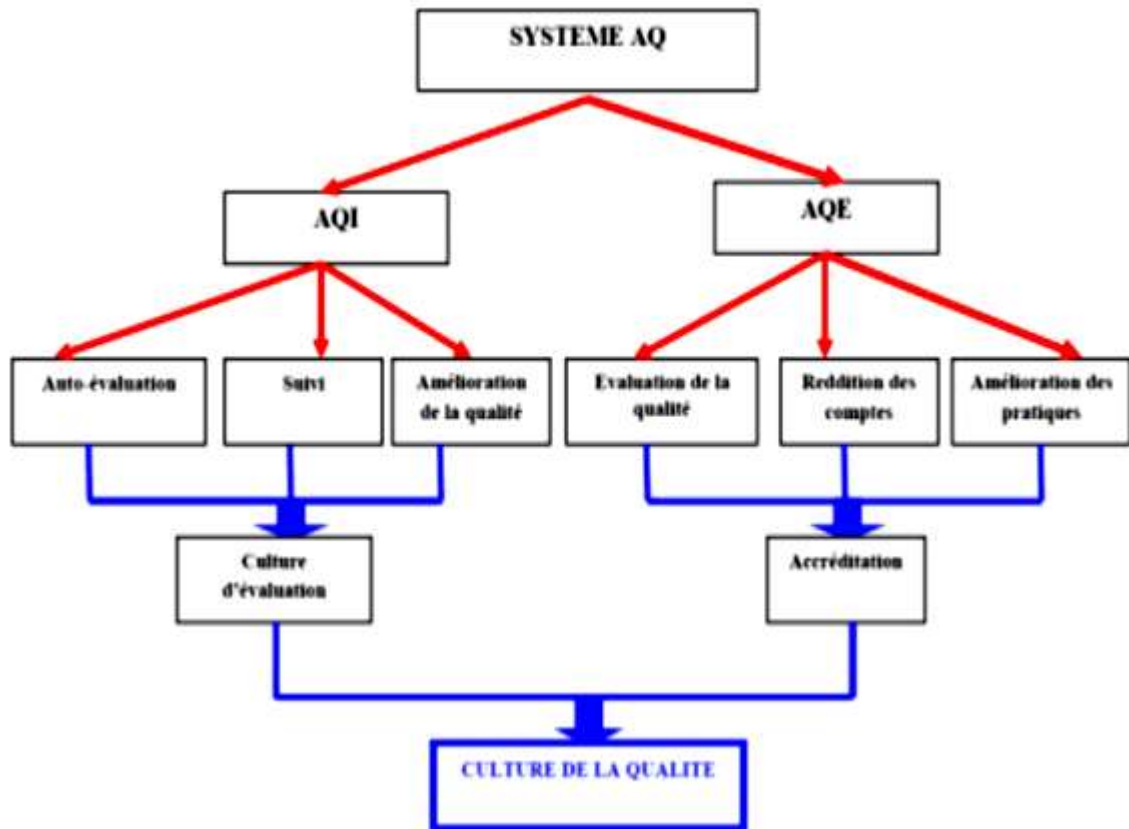 SYSTEME AQ
AQI
AQE
Auto-évaluation
Suivi
Amélioration
de la qualité
Evaluation de la
qualité
Reddition des
comptes
Amélioration des
pratiques
Culture
d'évaluation
Accréditation
CULTURE DE LA QUALITE